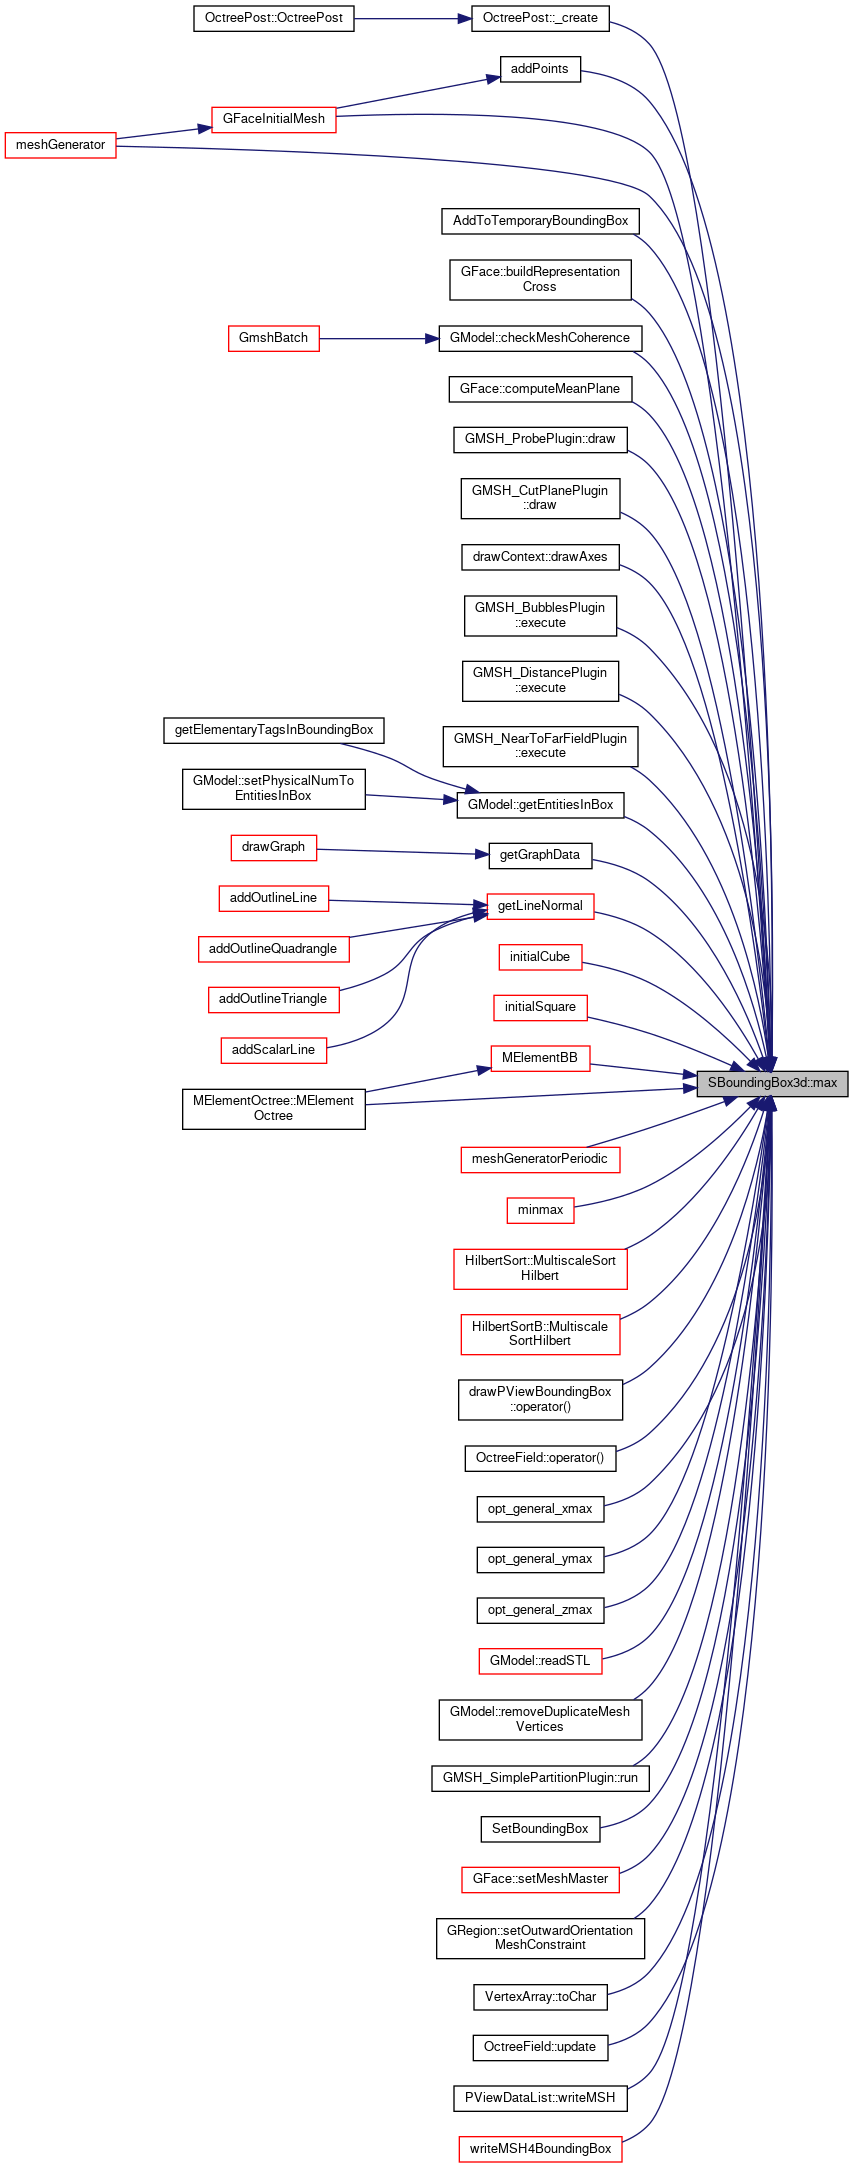 OctreePost::OctreePost
OctreePost::_create
addPoints
GFaceInitialMesh
meshGenerator
AddToTemporaryBoundingBox
GFace::buildRepresentation
Cross
GmshBatch
GModel::checkMeshCoherence
GFace::computeMeanPlane
GMSH_ProbePlugin::draw
GMSH_CutPlanePlugin
::draw
drawContext::drawAxes
GMSH_BubblesPlugin
::execute
GMSH_DistancePlugin
::execute
GMSH_NearToFarFieldPlugin
::execute
getElementaryTagsInBoundingBox
GModel::setPhysicalNumTo
EntitiesInBox
GModel::getEntitiesInBox
drawGraph
getGraphData
addOutlineLine
getLineNormal
addOutlineQuadrangle
initialCube
addOutlineTriangle
initialSquare
addScalarLine
MElementBB
SBoundingBox3d::max
MElementOctree::MElement
Octree
meshGeneratorPeriodic
minmax
HilbertSort::MultiscaleSort
Hilbert
HilbertSortB::Multiscale
SortHilbert
drawPViewBoundingBox
::operator()
OctreeField::operator()
opt_general_xmax
opt_general_ymax
opt_general_zmax
GModel::readSTL
GModel::removeDuplicateMesh
Vertices
GMSH_SimplePartitionPlugin::run
SetBoundingBox
GFace::setMeshMaster
GRegion::setOutwardOrientation
MeshConstraint
VertexArray::toChar
OctreeField::update
PViewDataList::writeMSH
writeMSH4BoundingBox